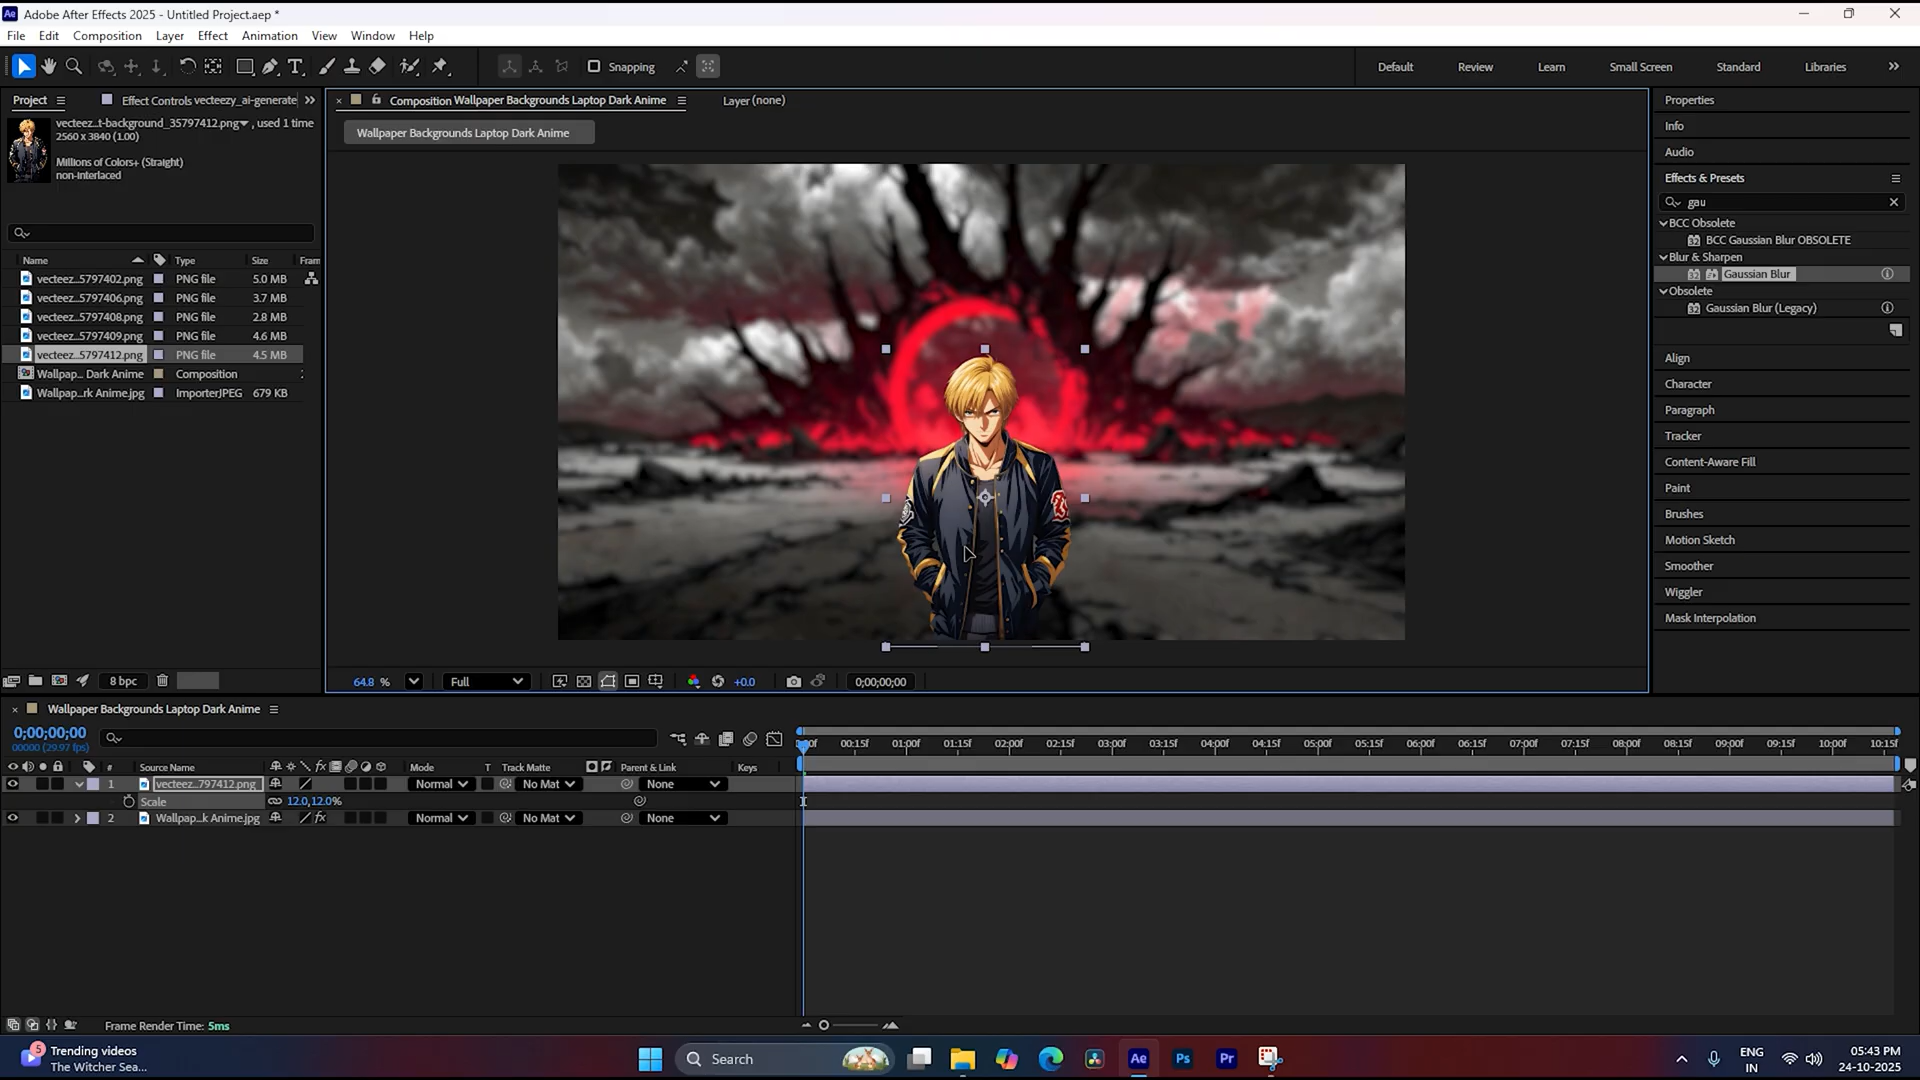 Adobe After Effects 2025 - Untitled Project.aep *
File Edit Composition Layer Effect Animation View Window Help
Snapping Default Review Learn Small Screen Standard Libraries
Project Effect Controls vecteezy_ai-generate
vecteez...t-background_35797412.png, used 1 time
2560 x 3840 (1.00)
Millions of Colors+ (Straight)
non-interlaced
Name Type Size Fram
vecteez...5797402.png PNG file 5.0 MB
vecteez...5797406.png PNG file 3.7 MB
vecteez...5797408.png PNG file 2.8 MB
vecteez...5797409.png PNG file 4.6 MB
vecteez...5797412.png PNG file 4.5 MB
Wallpap... Dark Anime Composition
Wallpap...rk Anime.jpg ImporterJPEG 679 KB
8 bpc
Composition Wallpaper Backgrounds Laptop Dark Anime Layer (none)
Wallpaper Backgrounds Laptop Dark Anime
64.8 % Full +0.0 0;00;00;00
Properties
Info
Audio
Effects & Presets
gau
BCC Obsolete
BCC Gaussian Blur OBSOLETE
Blur & Sharpen
Gaussian Blur
Obsolete
Gaussian Blur (Legacy)
Align
Character
Paragraph
Tracker
Content-Aware Fill
Paint
Brushes
Motion Sketch
Smoother
Wiggler
Mask Interpolation
Wallpaper Backgrounds Laptop Dark Anime
0;00;00;00
00000 (29.97 fps)
00:15f 01:00f 01:15f 02:00f 02:15f 03:00f 03:15f 04:00f 04:15f 05:00f 05:15f 06:00f 06:15f 07:00f 07:15f 08:00f 08:15f 09:00f 09:15f 10:00f 10:15f
# Source Name Mode T Track Matte Parent & Link Keys
1 vecteez...797412.png Normal No Mat None
Scale 12.0,12.0%
2 Wallpap...k Anime.jpg Normal No Mat None
Frame Render Time: 5ms
5 Trending videos
The Witcher Sea...
Search
Ae Ps Pr
ENG
IN
05:43 PM
24-10-2025